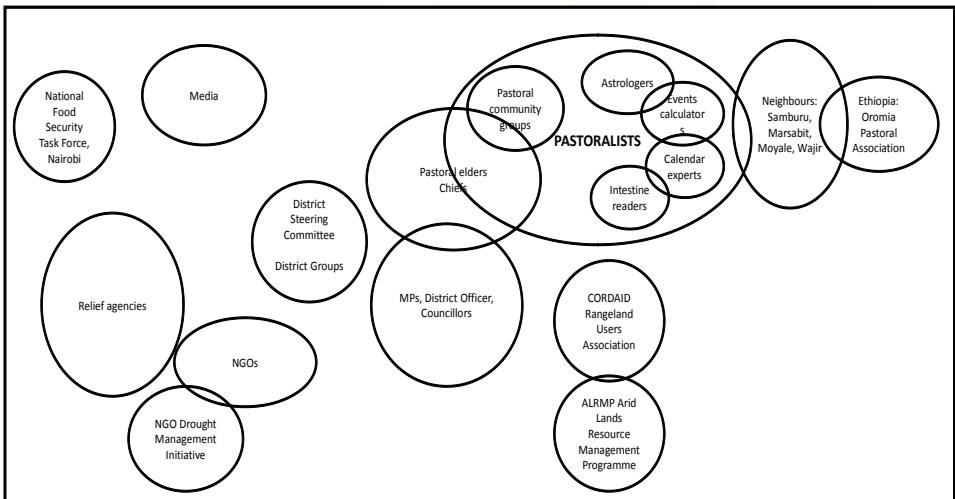 National
Food
Security
Task Force,
Nairobi
Media
Pastoral
community
groups
Astrologers
Events
calculator
s
PASTORALISTS
Calendar
experts
Intestine
readers
Neighbours:
Samburu,
Marsabit,
Moyale, Wajir
Ethiopia:
Oromia
Pastoral
Association
Pastoral elders
Chiefs
District
Steering
Committee
District Groups
Relief agencies
MPs, District Officer,
Councillors
CORDAID
Rangeland
Users
Association
NGOs
NGO Drought
Management
Initiative
ALRMP Arid
Lands
Resource
Management
Programme